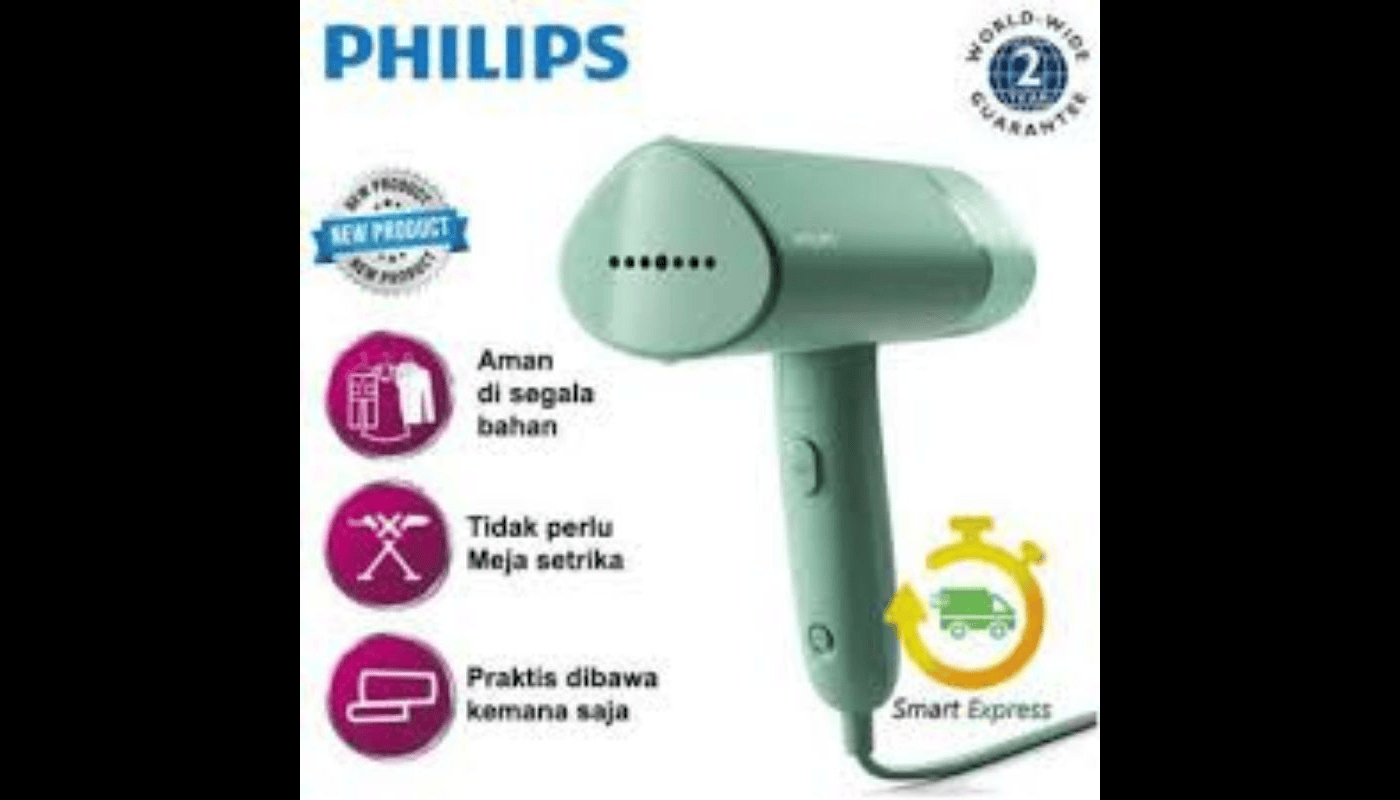 PHILIPS
WORLD-WIDE
2
YEAR
GUARANTEE
NEW PRODUCT
NEW PRODUCT
NEW PRODUCT
Aman
di segala
bahan
Tidak perlu
Meja setrika
Praktis dibawa
kemana saja
Smart Express